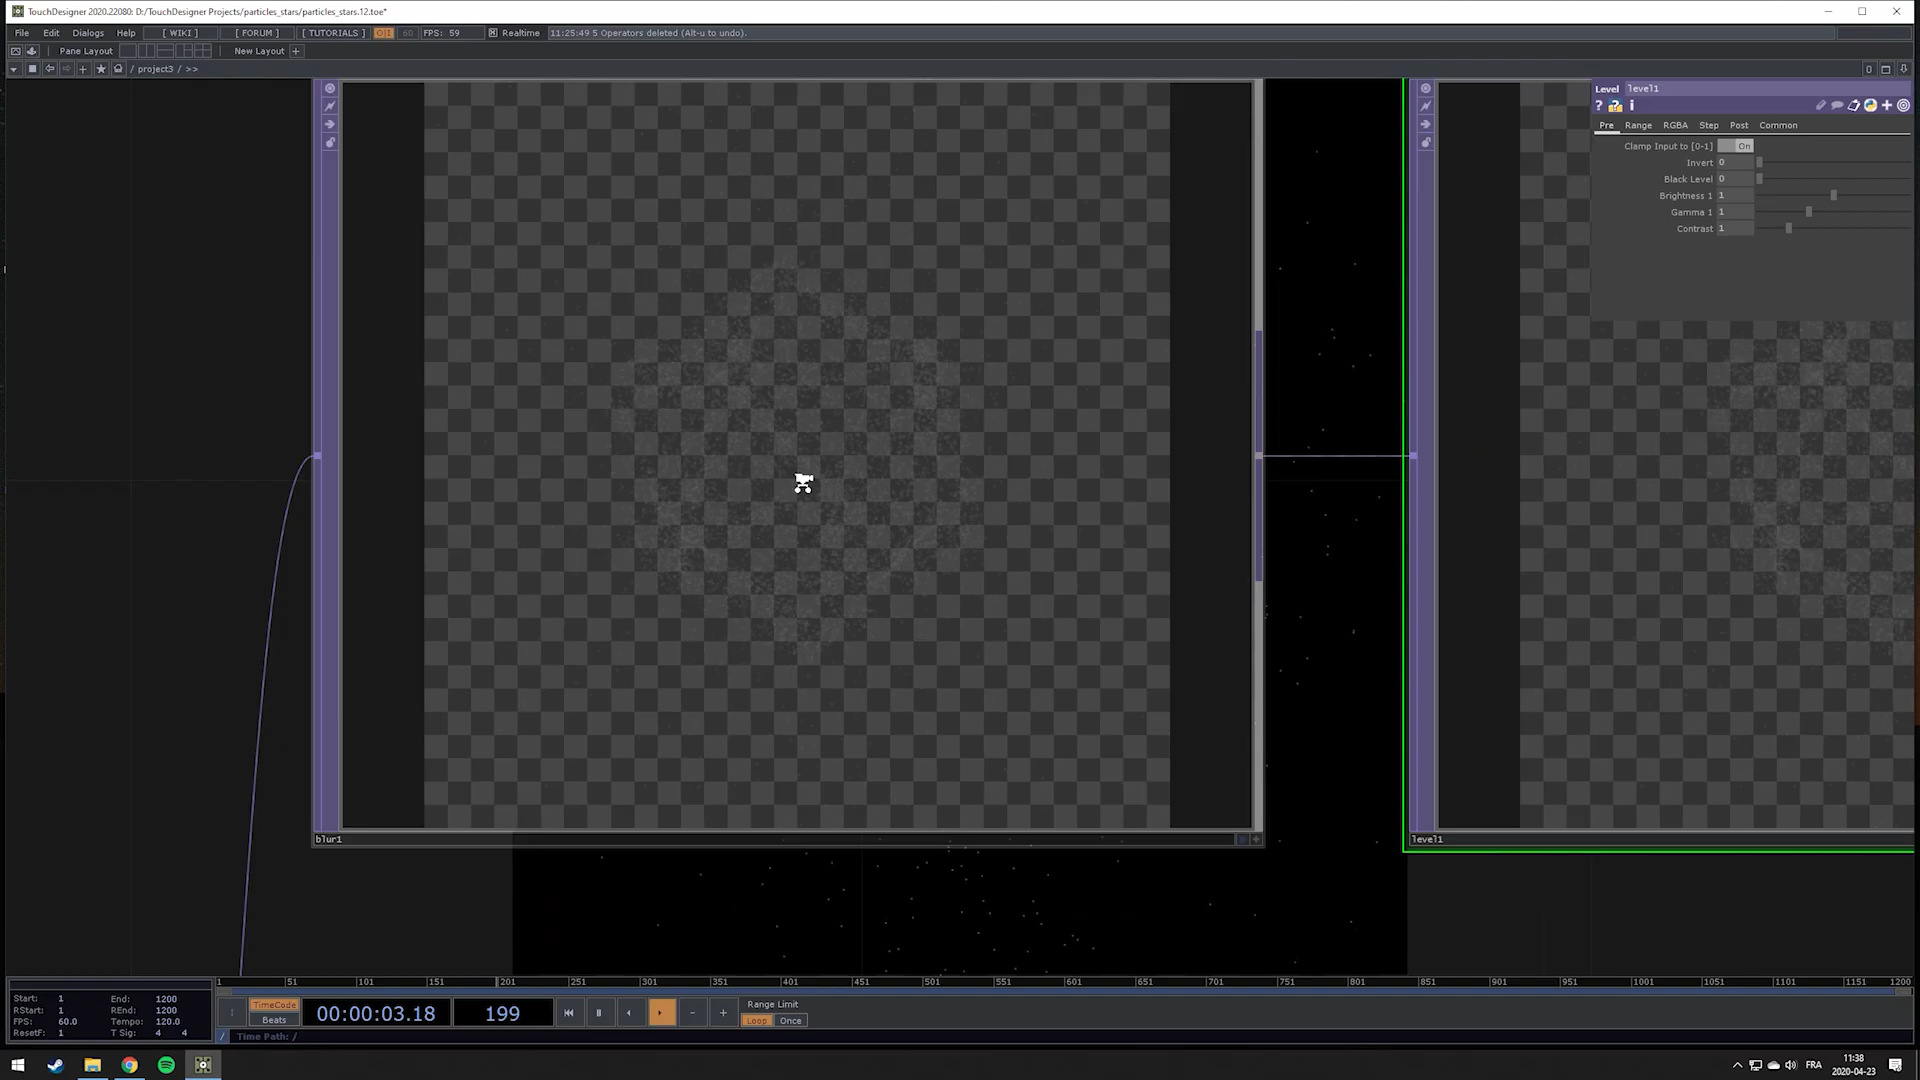 TouchDesigner 2020.22080: D:/TouchDesigner Projects/particles_stars/particles_stars.12.toe*
File Edit Dialogs Help [ WIKI ] [ FORUM ] [ TUTORIALS ] O|I 60 FPS: 59 Realtime 11:25:49 5 Operators deleted (Alt-u to undo).
Pane Layout New Layout +
/ project3 / >> 0
Level level1
? ? i
Pre Range RGBA Step Post Common
Clamp Input to [0-1] On
Invert 0
Black Level 0
Brightness 1 1
Gamma 1 1
Contrast 1
blur1
level1
1 51 101 151 201 251 301 351 401 451 501 551 601 651 701 751 801 851 901 951 1001 1051 1101 1151 1200
Start: 1 End: 1200
RStart: 1 REnd: 1200
FPS: 60.0 Tempo: 120.0
ResetF: 1 T Sig: 4 4
TimeCode
Beats
00:00:03.18 199
Range Limit
Loop Once
/ Time Path: /
FRA
11:38
2020-04-23